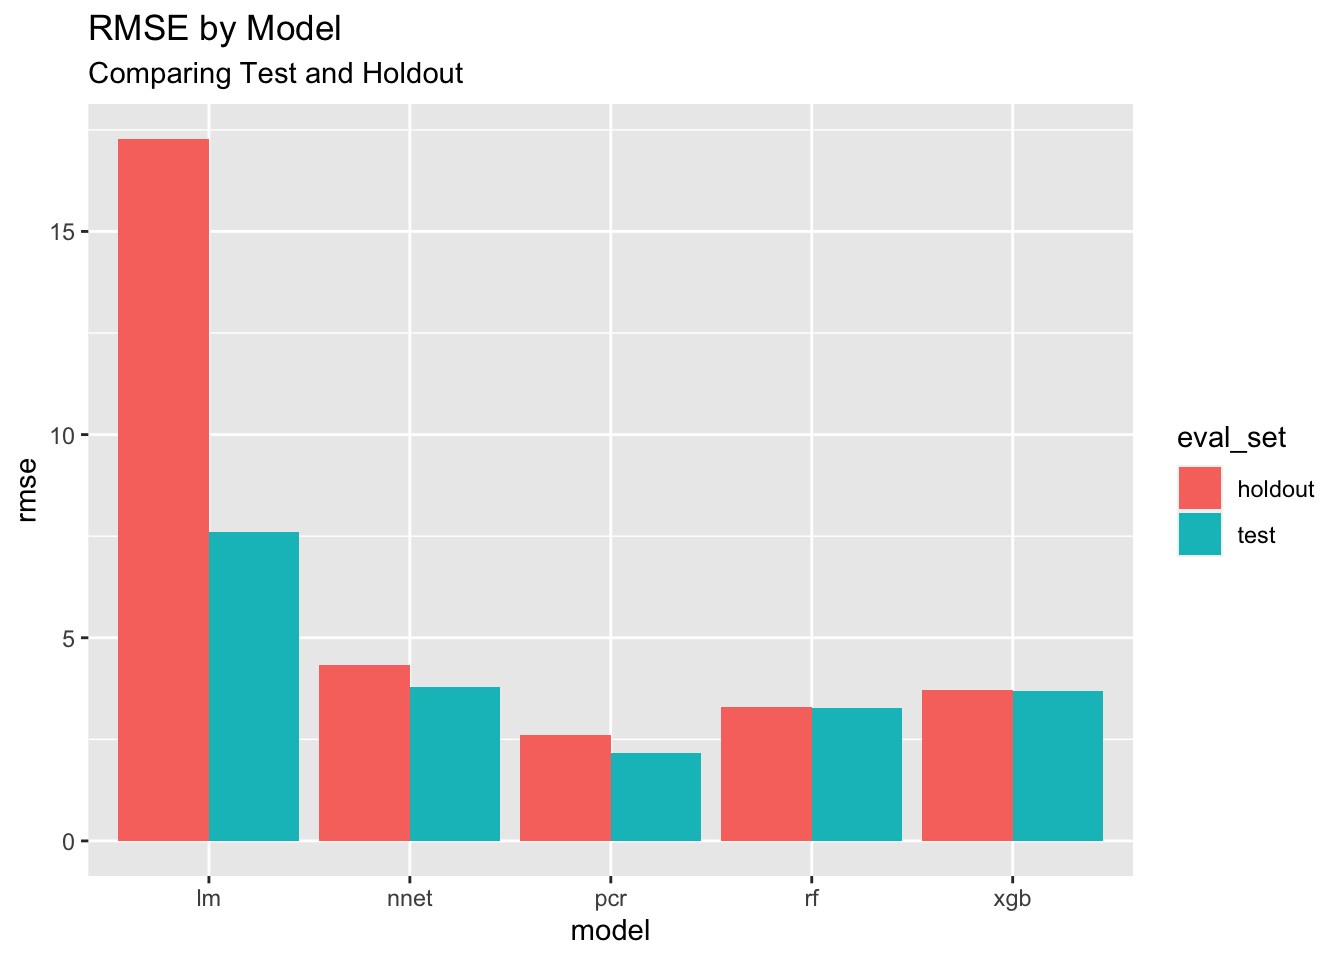 RMSE by Model
Comparing Test and Holdout
15
10
5
0
rmse
lm
nnet
pcr
rf
xgb
model
eval_set
holdout
test